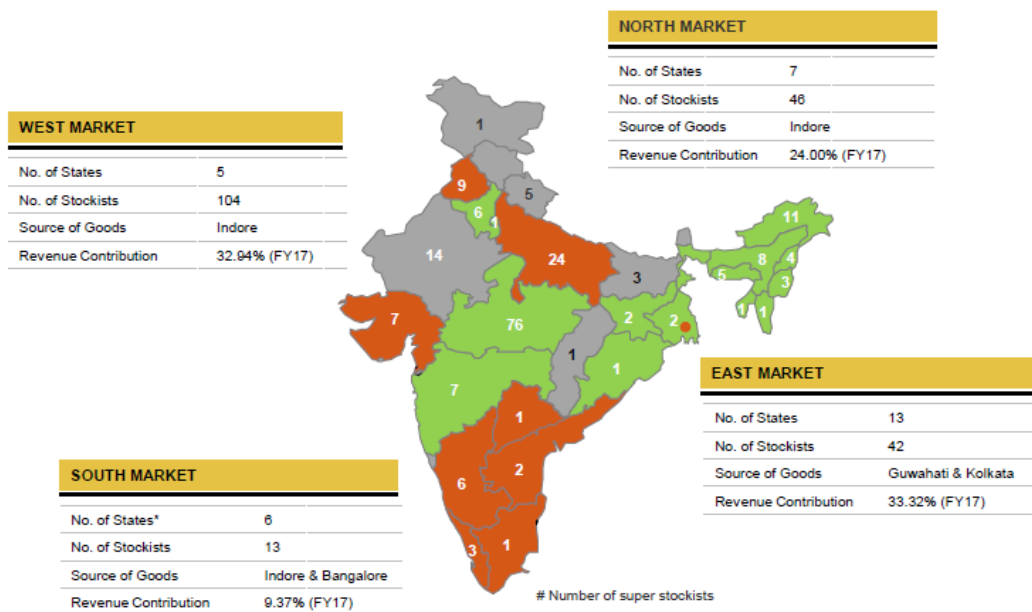 NORTH MARKET
No. of States 7
No. of Stockists 46
Source of Goods Indore
Revenue Contribution 24.00% (FY17)
WEST MARKET
No. of States 5
No. of Stockists 104
Source of Goods Indore
Revenue Contribution 32.94% (FY17)
1
9
5
6
1
14
24
3
11
8
4
5
3
1
1
7
76
2
2
1
1
7
1
2
6
3
1
EAST MARKET
No. of States 13
No. of Stockists 42
Source of Goods Guwahati & Kolkata
Revenue Contribution 33.32% (FY17)
SOUTH MARKET
No. of States* 6
No. of Stockists 13
Source of Goods Indore & Bangalore
Revenue Contribution 9.37% (FY17)
# Number of super stockists